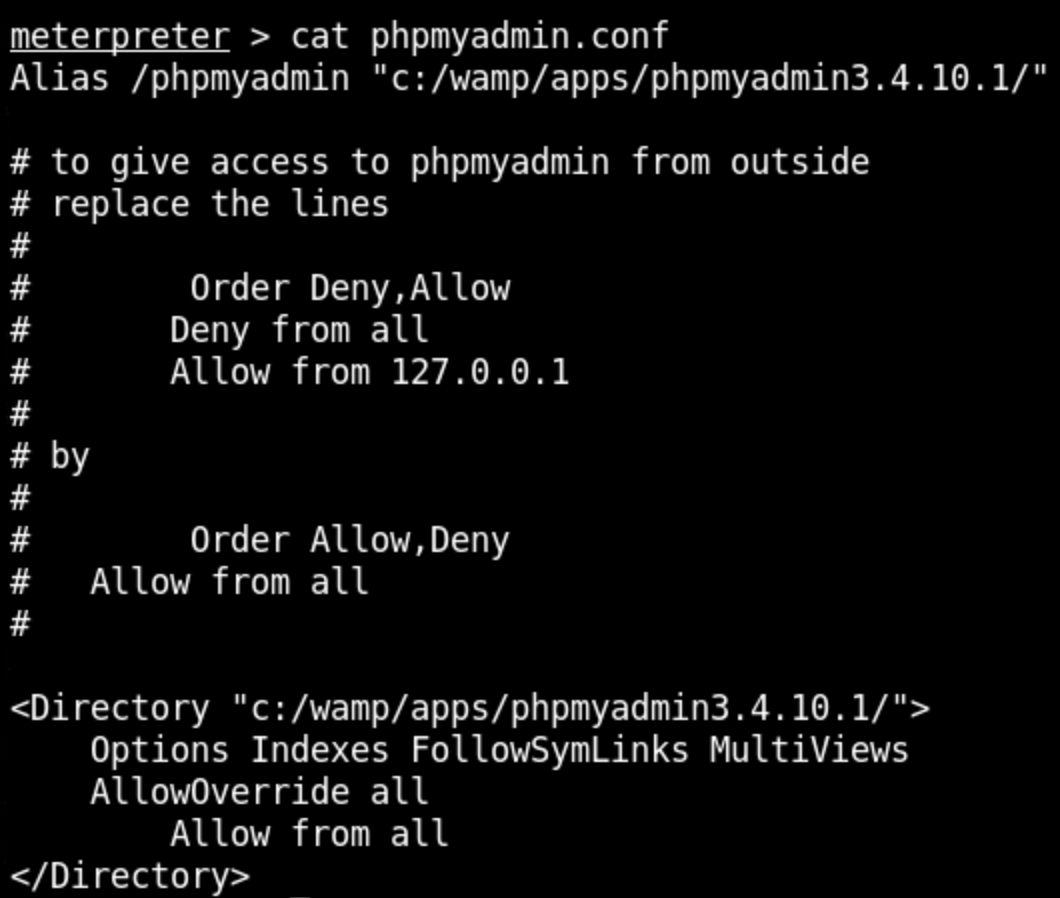 meterpreter > cat phpmyadmin.conf
Alias /phpmyadmin "c:/wamp/apps/phpmyadmin3.4.10.1/"

# to give access to phpmyadmin from outside
# replace the lines
#
#        Order Deny,Allow
#       Deny from all
#       Allow from 127.0.0.1
#
# by
#
#        Order Allow,Deny
#   Allow from all
#

<Directory "c:/wamp/apps/phpmyadmin3.4.10.1/">
    Options Indexes FollowSymLinks MultiViews
    AllowOverride all
        Allow from all
</Directory>